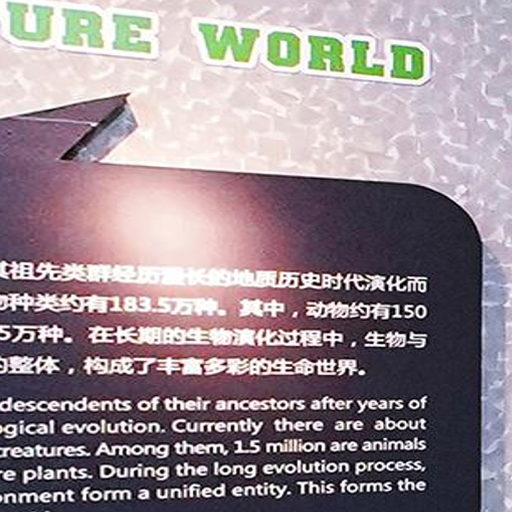 URE WORLD
其祖先类群经历漫长的地质历史时代演化而
物种类约有183.5万种。其中，动物约有150
5万种。在长期的生物演化过程中，生物与
的整体，构成了丰富多彩的生命世界。
descendents of their ancestors after years of
ogical evolution. Currently there are about
creatures. Among them, 1.5 million are animals
re plants. During the long evolution process,
onment form a unified entity. This forms the